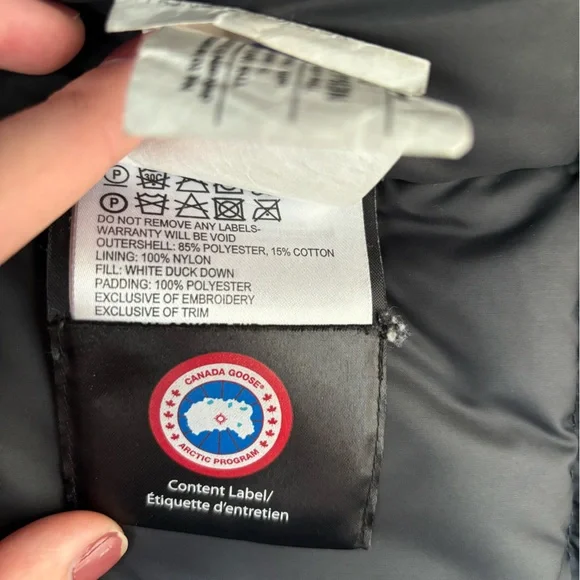 P 30C
P
DO NOT REMOVE ANY LABELS-
WARRANTY WILL BE VOID
OUTERSHELL: 85% POLYESTER, 15% COTTON
LINING: 100% NYLON
FILL: WHITE DUCK DOWN
PADDING: 100% POLYESTER
EXCLUSIVE OF EMBROIDERY
EXCLUSIVE OF TRIM
CANADA GOOSE®
ARCTIC PROGRAM
Content Label/
Étiquette d'entretien